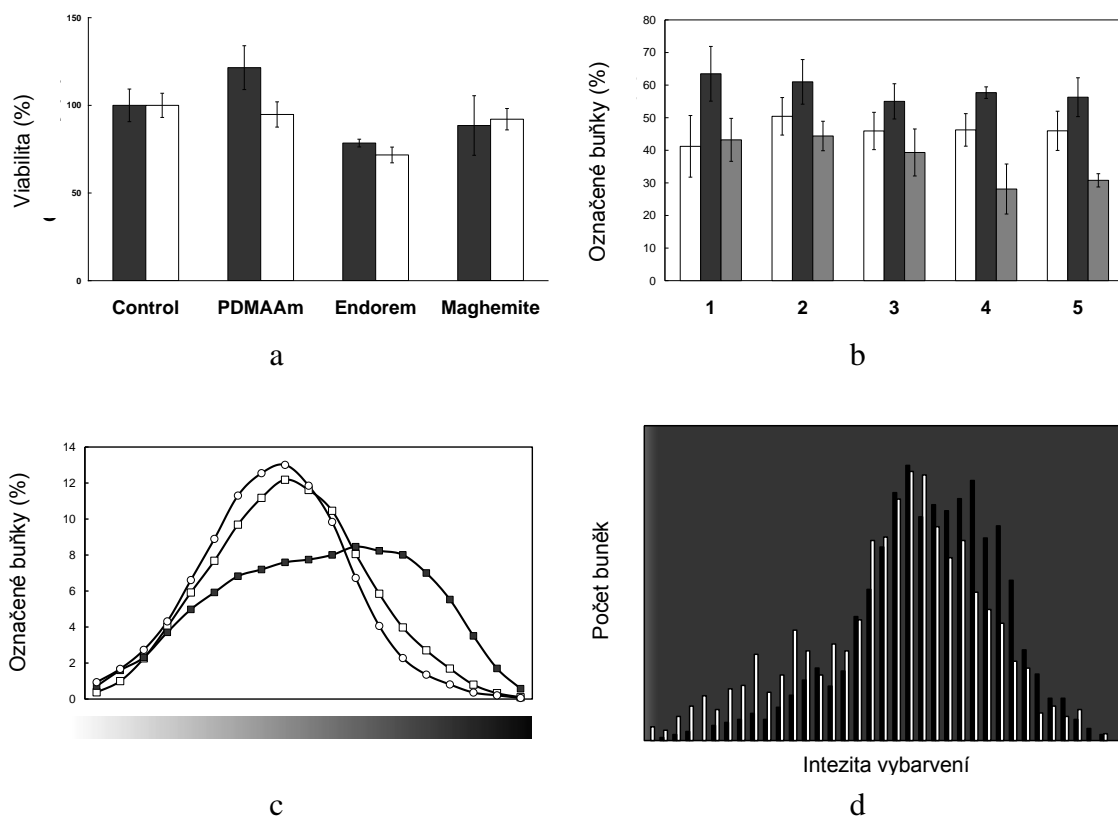 Viabilita (%)
150
100
50
0
Control PDMAAm Endorem Maghemite
a
Označené buňky (%)
80
70
60
50
40
30
20
10
0
1 2 3 4 5
b
Označené buňky (%)
14
12
10
8
6
4
2
0
c
Počet buněk
Intezita vybarvení
d